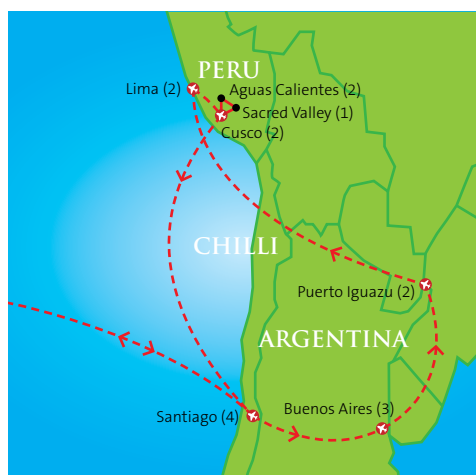 PERU
Lima (2)
Aguas Calientes (2)
Sacred Valley (1)
Cusco (2)
CHILLI
Puerto Iguazu (2)
ARGENTINA
Santiago (4)
Buenos Aires (3)